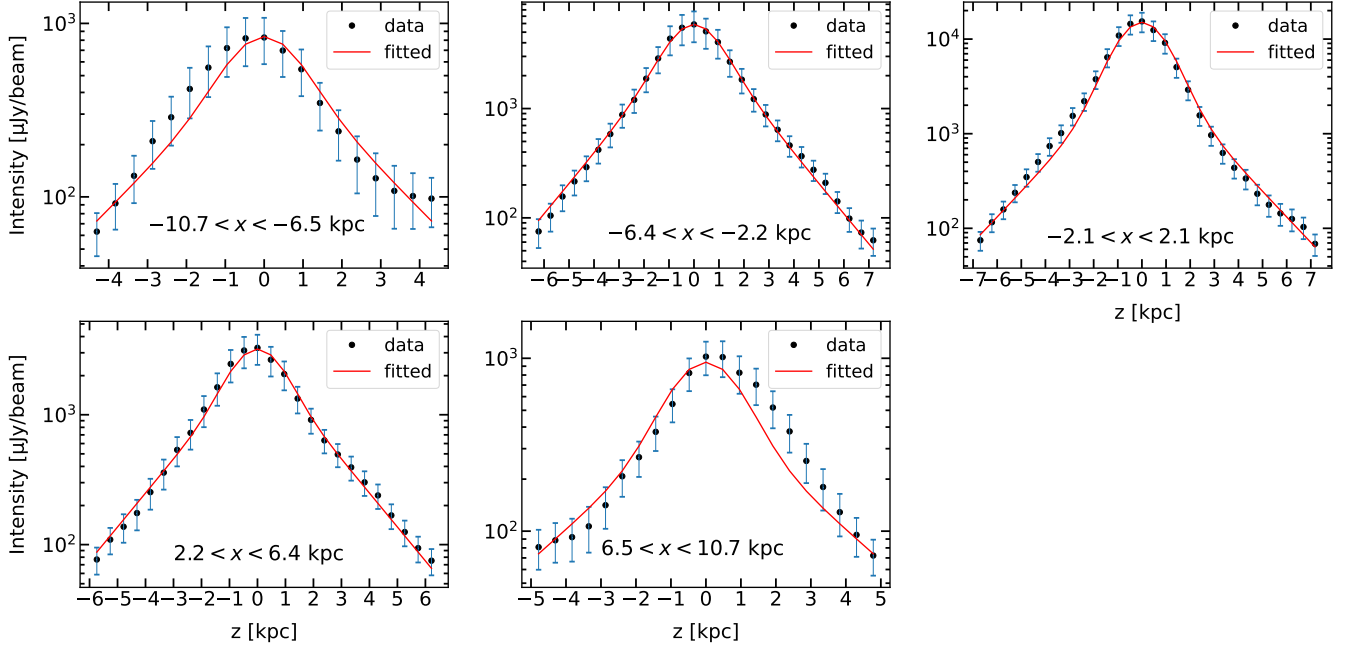 Intensity [μJy/beam]
10³
10²
data
fitted
−10.7 < x < −6.5 kpc
−4 −3 −2 −1 0 1 2 3 4
10³
10²
data
fitted
−6.4 < x < −2.2 kpc
−6 −5 −4 −3 −2 −1 0 1 2 3 4 5 6 7
10⁴
10³
10²
data
fitted
−2.1 < x < 2.1 kpc
−7 −6 −5 −4 −3 −2 −1 0 1 2 3 4 5 6 7
z [kpc]
Intensity [μJy/beam]
10³
10²
data
fitted
2.2 < x < 6.4 kpc
−6 −5 −4 −3 −2 −1 0 1 2 3 4 5 6
z [kpc]
10³
10²
data
fitted
6.5 < x < 10.7 kpc
−5 −4 −3 −2 −1 0 1 2 3 4 5
z [kpc]